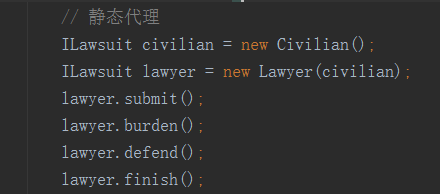 // 静态代理
ILawsuit civilian = new Civilian();
ILawsuit lawyer = new Lawyer(civilian);
lawyer.submit();
lawyer.burden();
lawyer.defend();
lawyer.finish();